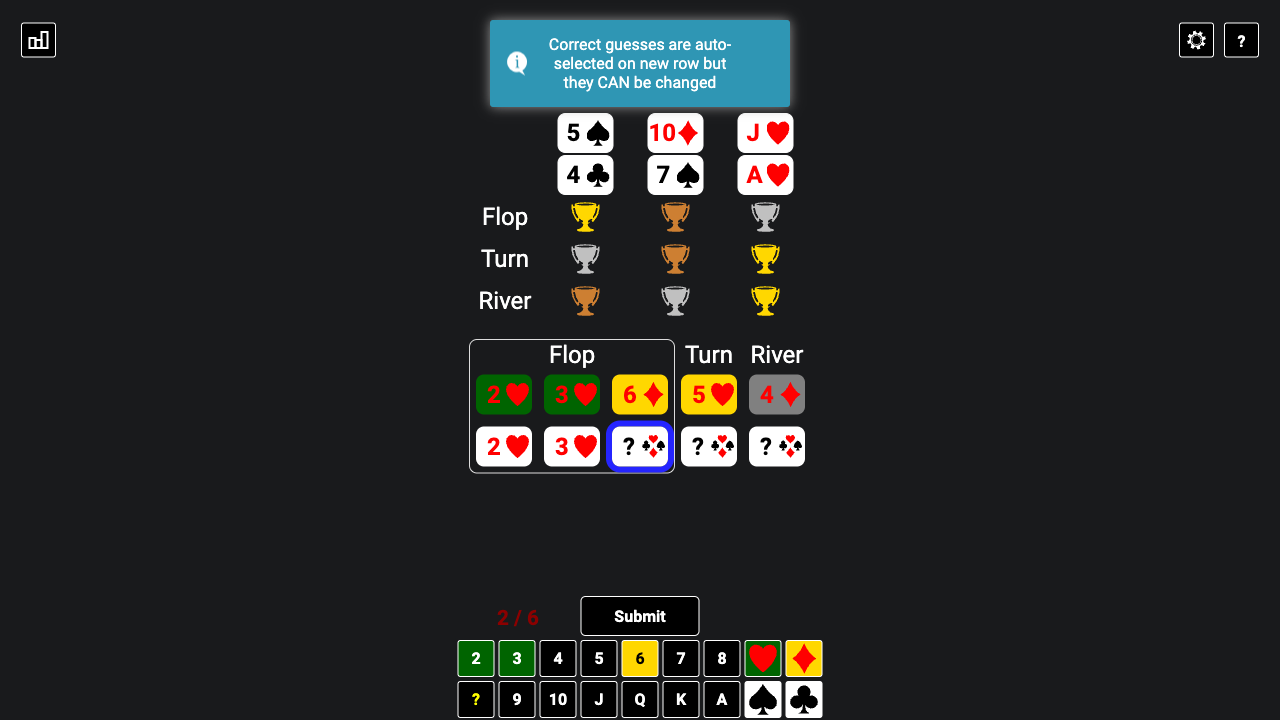 Correct guesses are auto-
selected on new row but
they CAN be changed
?
5 10 J
4 7 A
Flop
Turn
River
Flop Turn River
2 3 6 5 4
2 3 ? ? ?
2 / 6 Submit
2 3 4 5 6 7 8
? 9 10 J Q K A